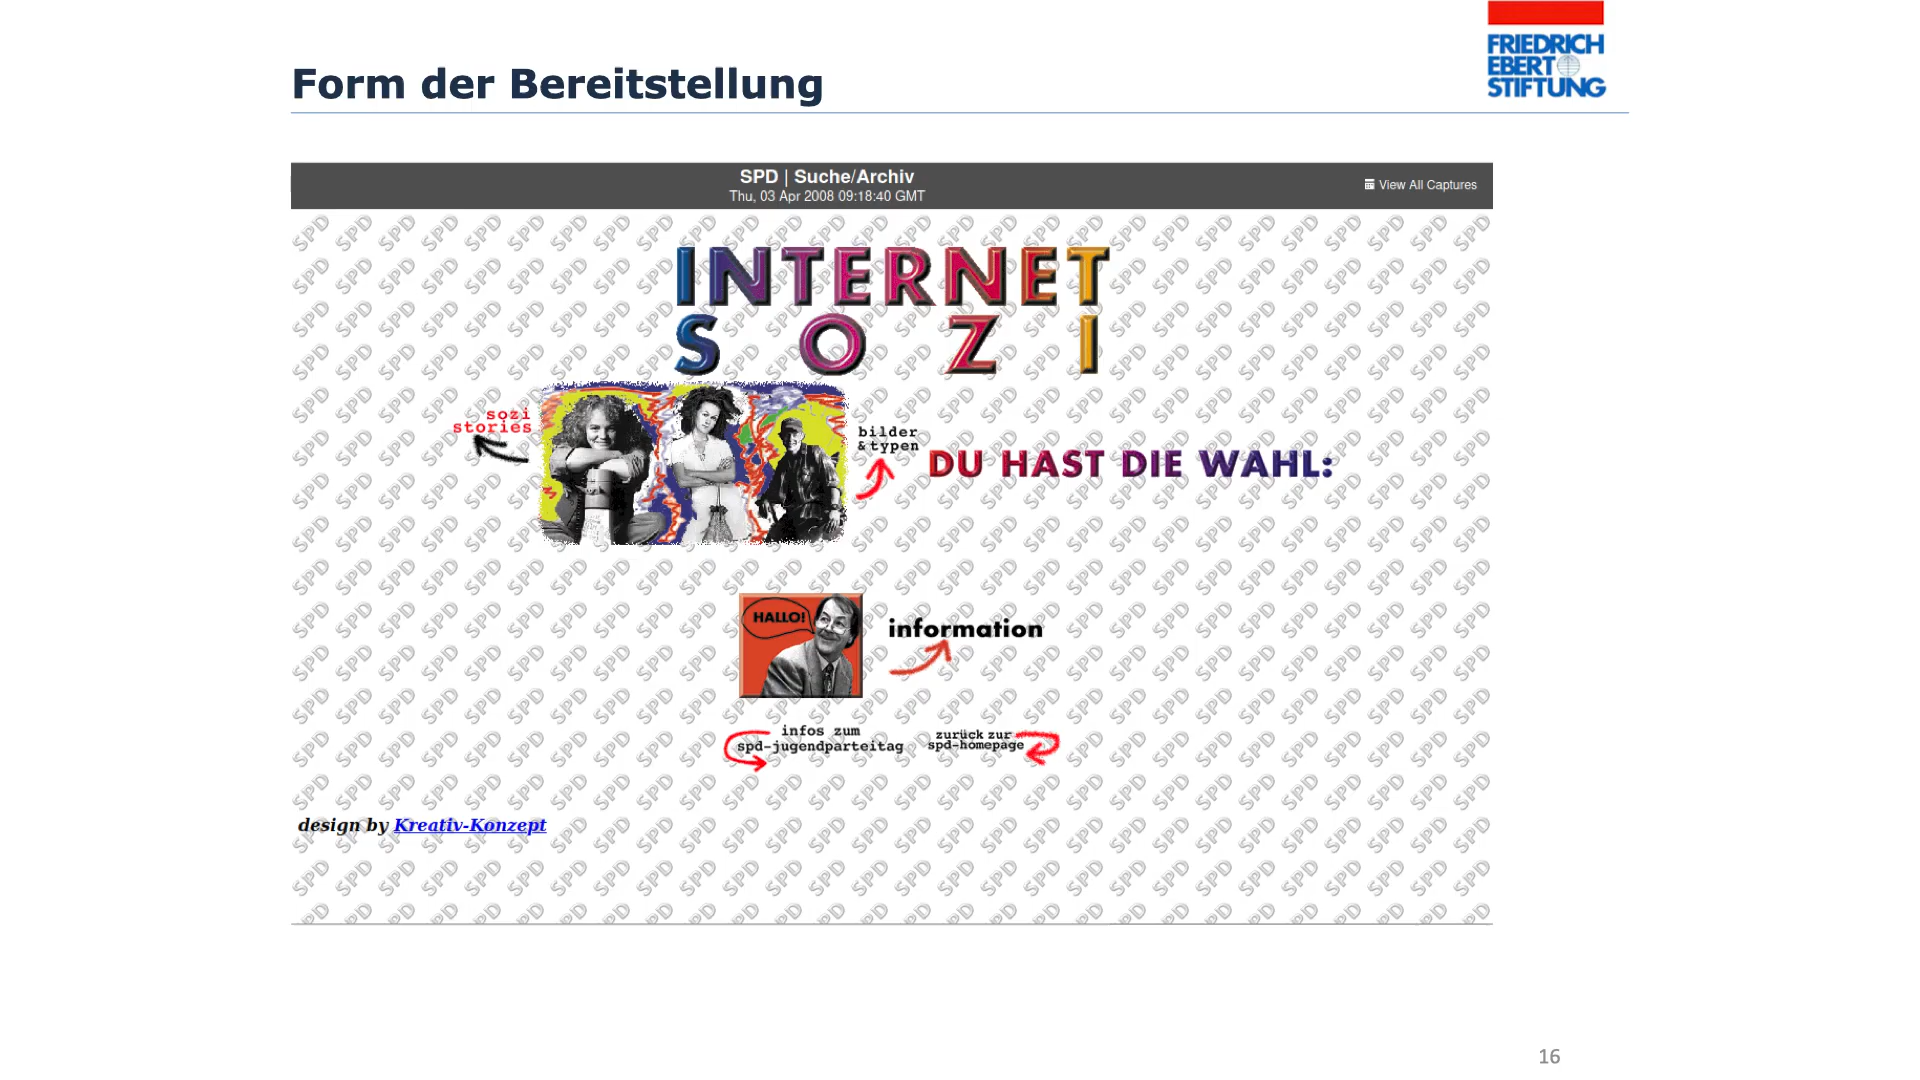 Form der Bereitstellung
FRIEDRICH
EBERT
STIFTUNG
SPD | Suche/Archiv
Thu, 03 Apr 2008 09:18:40 GMT
View All Captures
INTERNET
SOZI
sozi
stories
bilder
& typen
DU HAST DIE WAHL:
HALLO!
information
infos zum
spd-jugendparteitag
zurück zur
spd-homepage
design by Kreativ-Konzept
SPD
16